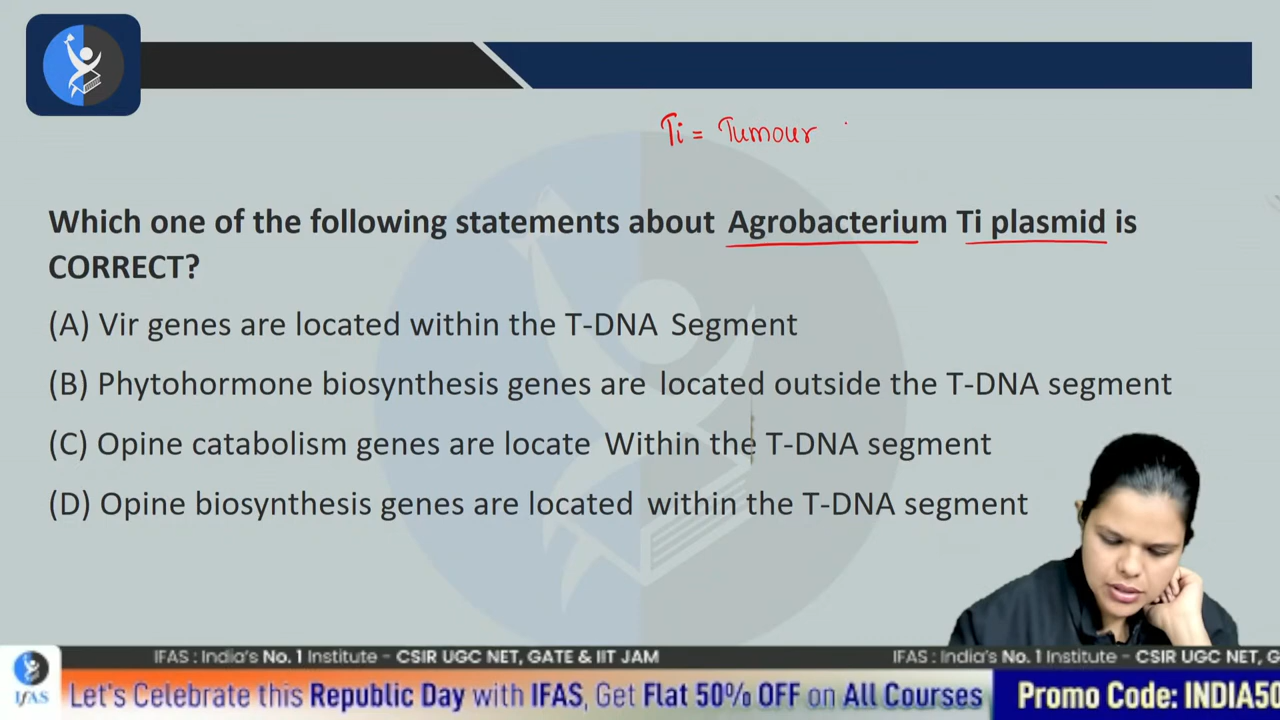 Ti = Tumour
Which one of the following statements about Agrobacterium Ti plasmid is
CORRECT?
(A) Vir genes are located within the T-DNA Segment
(B) Phytohormone biosynthesis genes are located outside the T-DNA segment
(C) Opine catabolism genes are locate Within the T-DNA segment
(D) Opine biosynthesis genes are located within the T-DNA segment
IFAS : India's No. 1 Institute - CSIR UGC NET, GATE & IIT JAM IFAS : India's No. 1 Institute - CSIR UGC NET, G
IFAS Let's Celebrate this Republic Day with IFAS, Get Flat 50% OFF on All Courses Promo Code: INDIA50